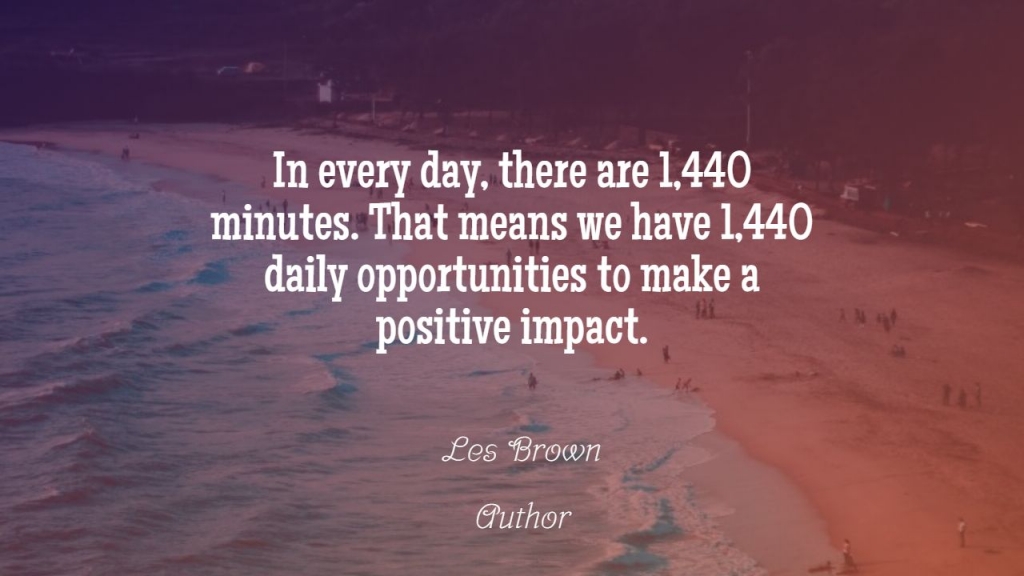 In every day, there are 1,440
minutes. That means we have 1,440
daily opportunities to make a
positive impact.
Les Brown
Author